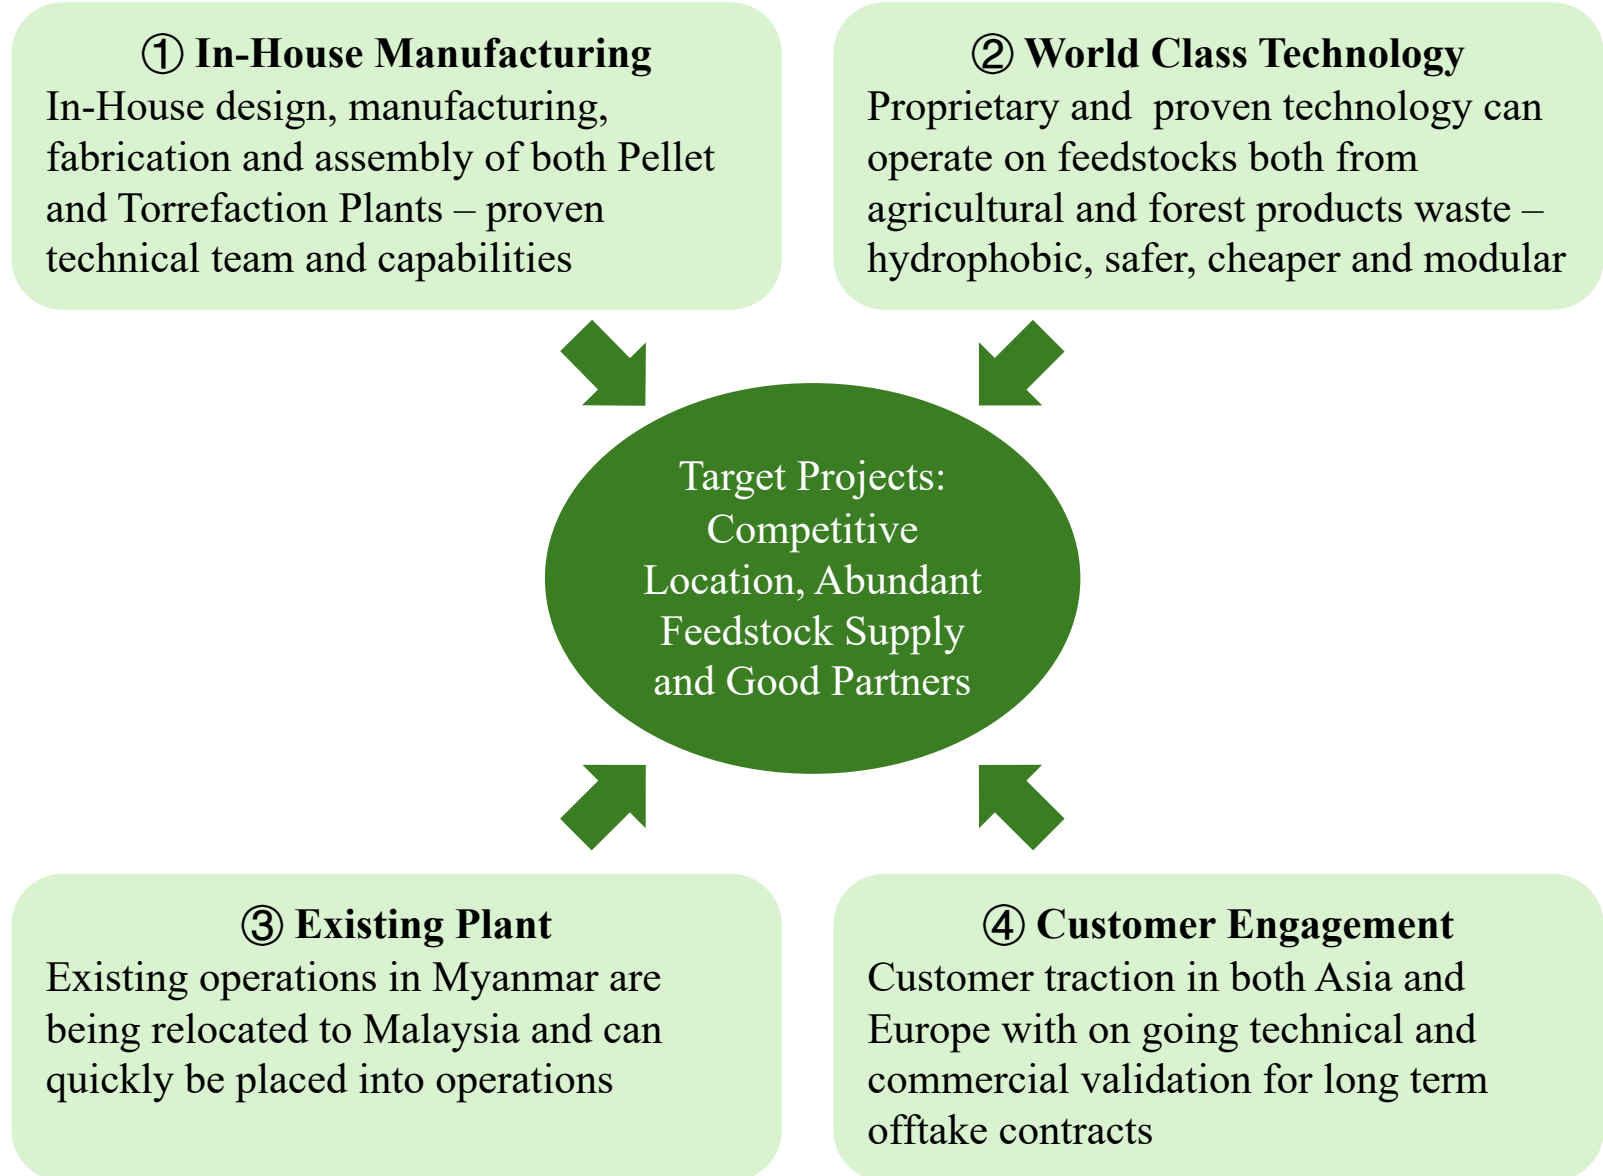 ① In-House Manufacturing
In-House design, manufacturing,
fabrication and assembly of both Pellet
and Torrefaction Plants – proven
technical team and capabilities
② World Class Technology
Proprietary and  proven technology can
operate on feedstocks both from
agricultural and forest products waste –
hydrophobic, safer, cheaper and modular
Target Projects:
Competitive
Location, Abundant
Feedstock Supply
and Good Partners
③ Existing Plant
Existing operations in Myanmar are
being relocated to Malaysia and can
quickly be placed into operations
④ Customer Engagement
Customer traction in both Asia and
Europe with on going technical and
commercial validation for long term
offtake contracts